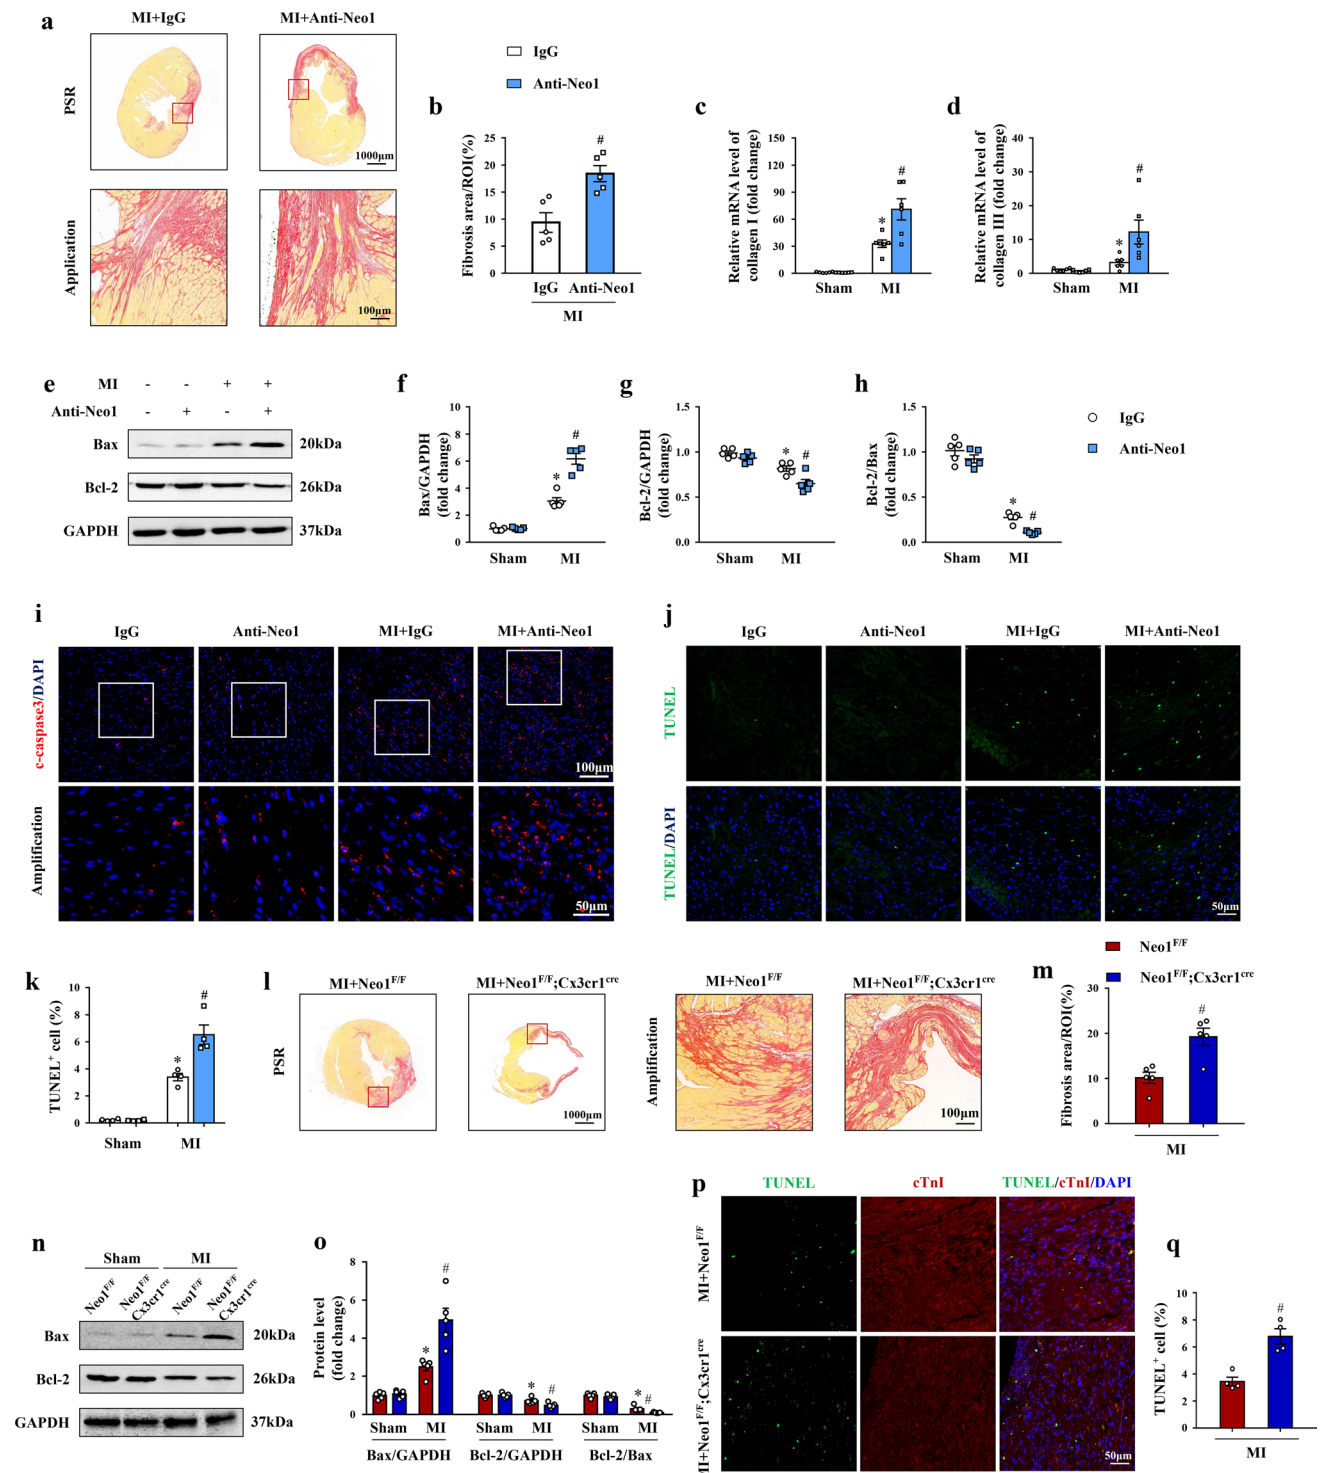 a
MI+IgG
MI+Anti-Neo1
PSR
1000μm
Application
100μm
IgG
Anti-Neo1
b
Fibrosis area/ROI(%)
25
20
15
10
5
0
IgG Anti-Neo1
MI
#
c
Relative mRNA level of
collagen I (fold change)
150
120
90
60
30
0
Sham MI
*
#
d
Relative mRNA level of
collagen III (fold change)
40
30
20
10
0
Sham MI
*
#
e
MI - - + +
Anti-Neo1 - + - +
Bax 20kDa
Bcl-2 26kDa
GAPDH 37kDa
f
Bax/GAPDH
(fold change)
10
8
6
4
2
0
Sham MI
*
#
g
Bcl-2/GAPDH
(fold change)
1.5
1.0
0.5
0.0
Sham MI
*
#
h
Bcl-2/Bax
(fold change)
1.5
1.0
0.5
0.0
Sham MI
*
#
IgG
Anti-Neo1
i
IgG Anti-Neo1 MI+IgG MI+Anti-Neo1
c-caspase3/DAPI
100μm
Amplification
50μm
j
IgG Anti-Neo1 MI+IgG MI+Anti-Neo1
TUNEL
TUNEL/DAPI
50μm
k
TUNEL+ cell (%)
10
8
6
4
2
0
Sham MI
*
#
l
MI+Neo1F/F
MI+Neo1F/F;Cx3cr1cre
PSR
1000μm
MI+Neo1F/F
MI+Neo1F/F;Cx3cr1cre
Amplification
100μm
Neo1F/F
Neo1F/F;Cx3cr1cre
m
Fibrosis area/ROI(%)
30
20
10
0
MI
#
n
Sham MI
Neo1F/F
Neo1F/F
Cx3cr1cre
Neo1F/F
Neo1F/F
Cx3cr1cre
Bax 20kDa
Bcl-2 26kDa
GAPDH 37kDa
o
Protein level
(fold change)
8
6
4
2
0
*
#
*
#
*
#
Sham MI Sham MI Sham MI
Bax/GAPDH Bcl-2/GAPDH Bcl-2/Bax
p
TUNEL cTnI TUNEL/cTnI/DAPI
MI+Neo1F/F
MI+Neo1F/F;Cx3cr1cre
50μm
q
TUNEL+ cell (%)
10
8
6
4
2
0
MI
#